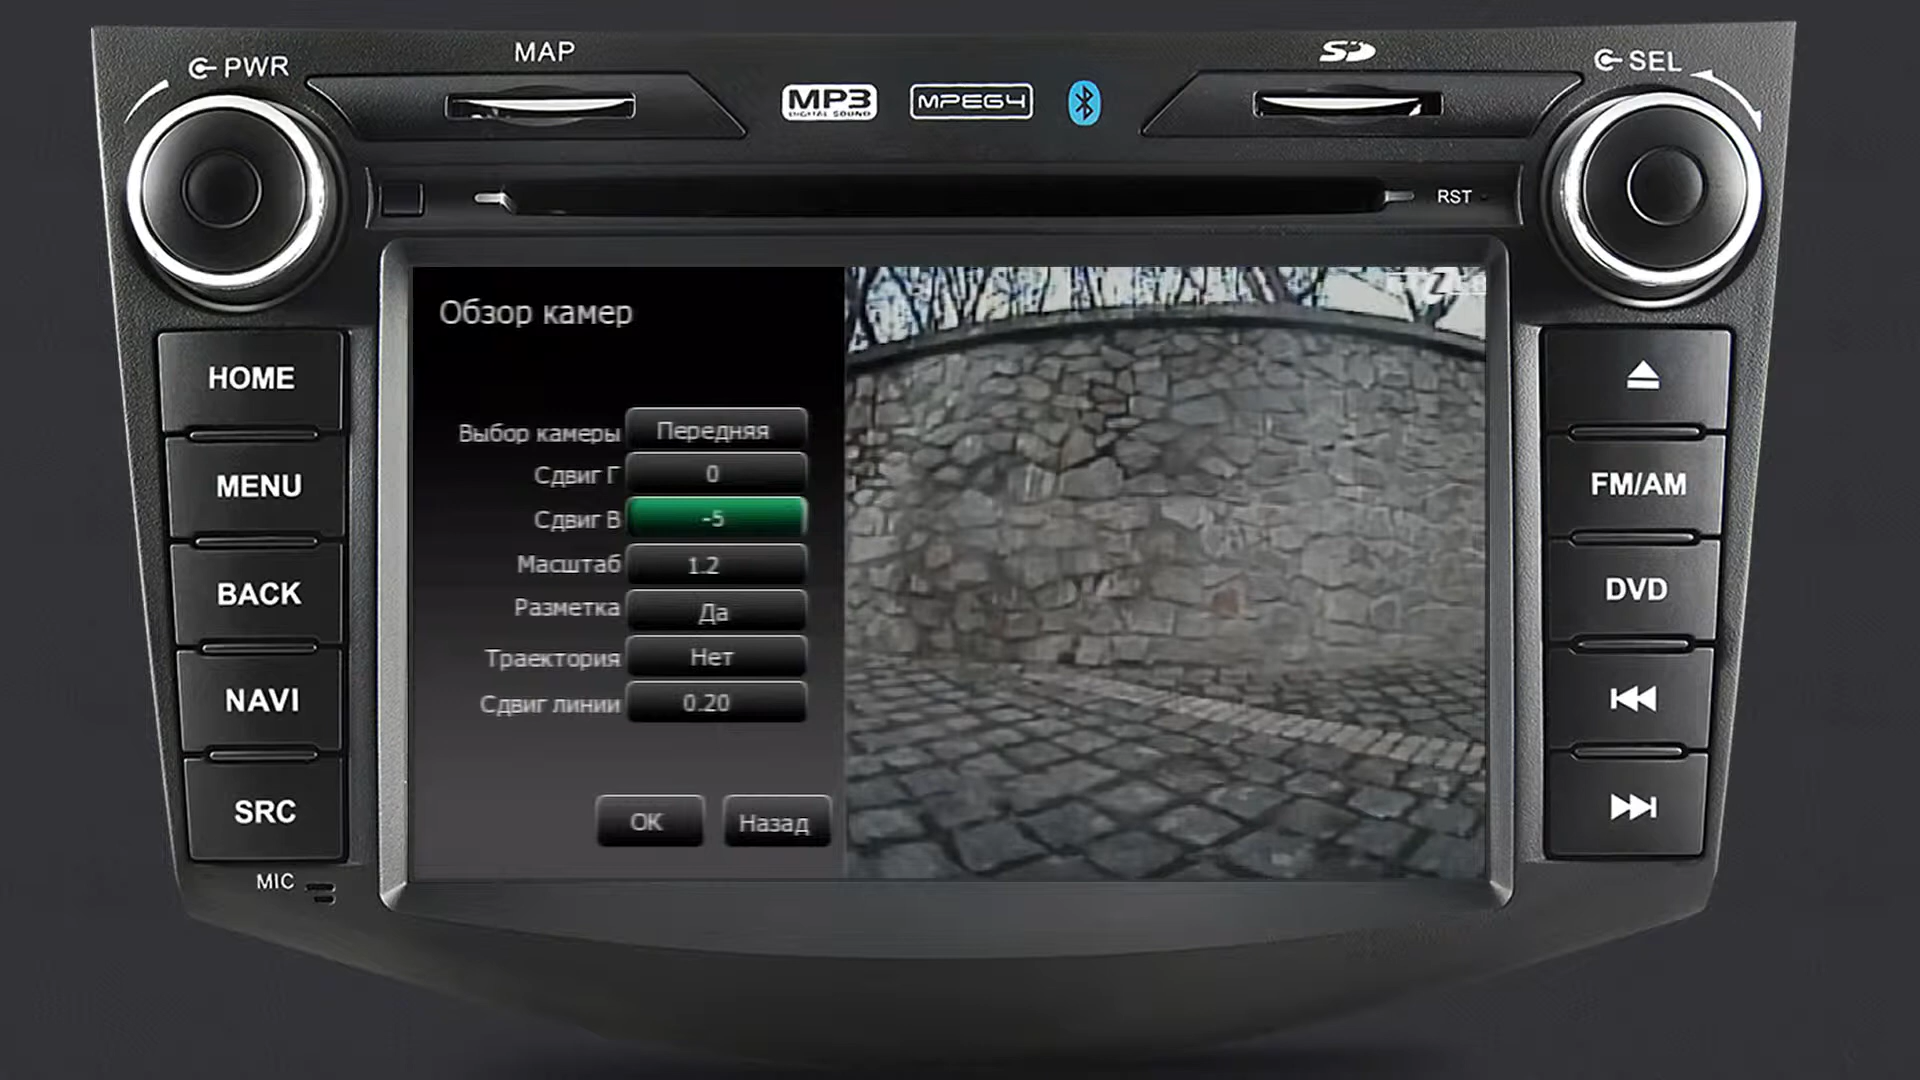 PWR
MAP
MP3
DIGITAL SOUND
MPEG4
SD
SEL
RST
HOME
MENU
BACK
NAVI
SRC
MIC
Обзор камер
Выбор камеры Передняя
Сдвиг Г 0
Сдвиг В -5
Масштаб 1.2
Разметка Да
Траектория Нет
Сдвиг линии 0.20
OK Назад
FM/AM
DVD